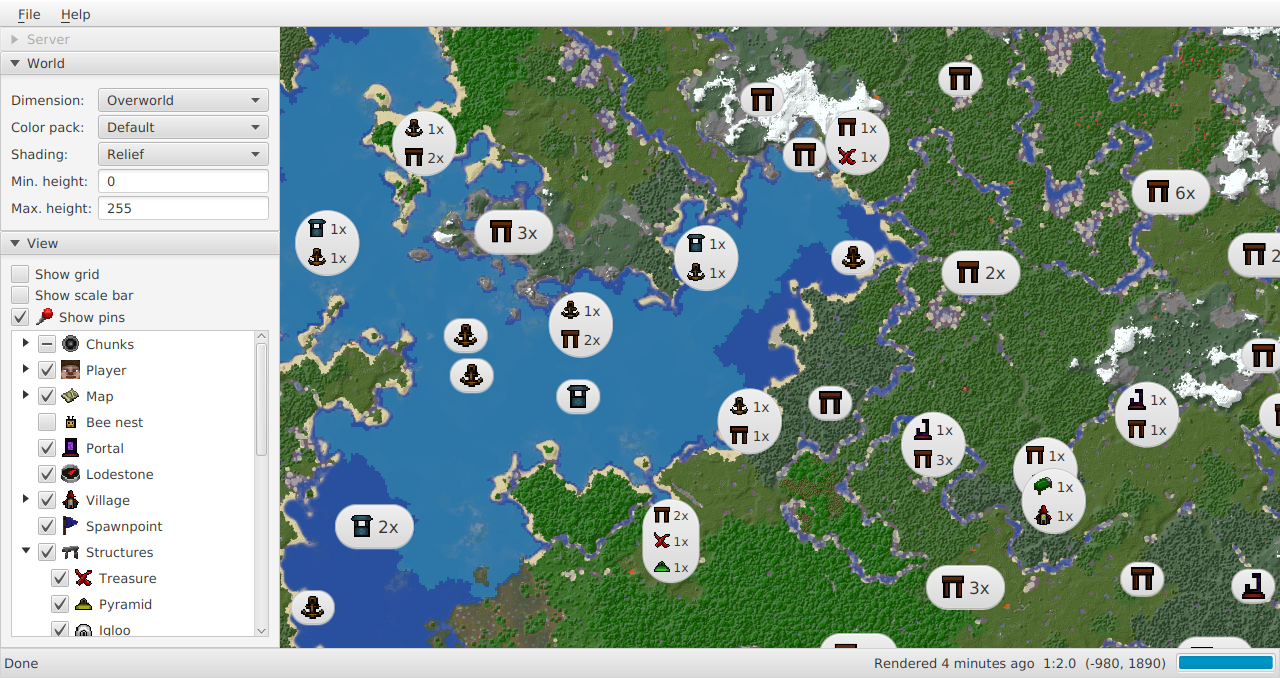 File Help
Server
World
Dimension: Overworld
Color pack: Default
Shading: Relief
Min. height: 0
Max. height: 255
View
Show grid
Show scale bar
Show pins
Chunks
Player
Map
Bee nest
Portal
Lodestone
Village
Spawnpoint
Structures
Treasure
Pyramid
Igloo
1x
2x
1x
1x
6x
1x
1x
3x
1x
1x
2x
2
1x
2x
1x
1x
1x
1x
1x
3x
1x
1x
1x
2x
2x
1x
1x
3x
Done
Rendered 4 minutes ago 1:2.0 (-980, 1890)